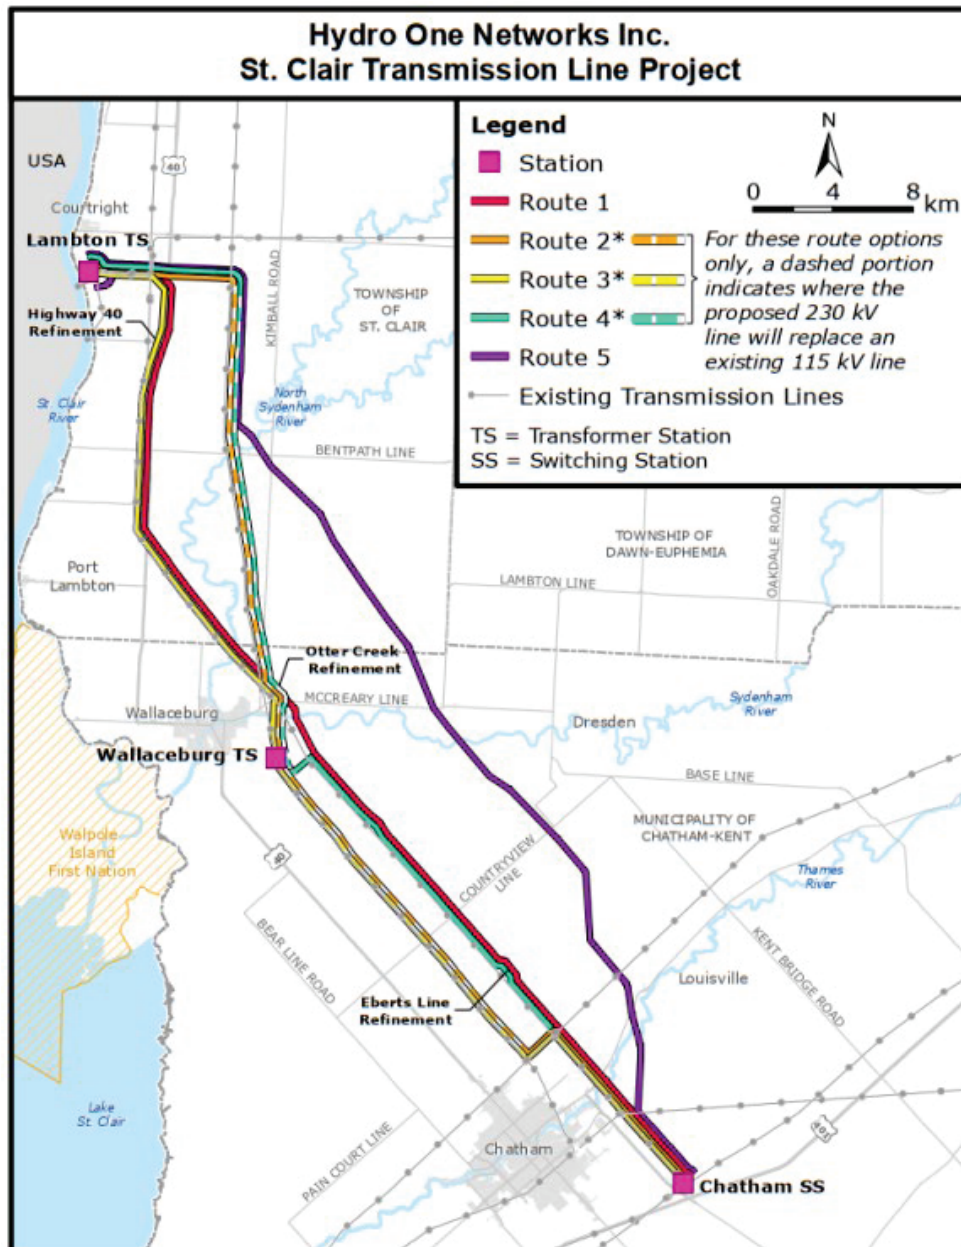 Hydro One Networks Inc.
St. Clair Transmission Line Project
Legend
Station
Route 1
Route 2*
Route 3*
Route 4*
Route 5
Existing Transmission Lines
For these route options
only, a dashed portion
indicates where the
proposed 230 kV
line will replace an
existing 115 kV line
TS = Transformer Station
SS = Switching Station
N
0 4 8
km
USA
40
Courtright
Lambton TS
Highway 40
Refinement
KIMBALL ROAD
TOWNSHIP
OF
ST. CLAIR
St. Clair
River
North
Sydenham
River
BENTPATH LINE
OAKDALE ROAD
TOWNSHIP OF
DAWN-EUPHEMIA
Port
Lambton
LAMBTON LINE
Otter Creek
Refinement
MCCREARY LINE
Sydenham
River
Wallaceburg
Dresden
Wallaceburg TS
BASE LINE
MUNICIPALITY OF
CHATHAM-KENT
Walpole
Island
First Nation
40
COUNTRYVIEW
LINE
Thames
River
BEAR LINE ROAD
KENT BRIDGE ROAD
Louisville
Eberts Line
Refinement
Lake
St. Clair
PAIN COURT LINE
Chatham
401
Chatham SS